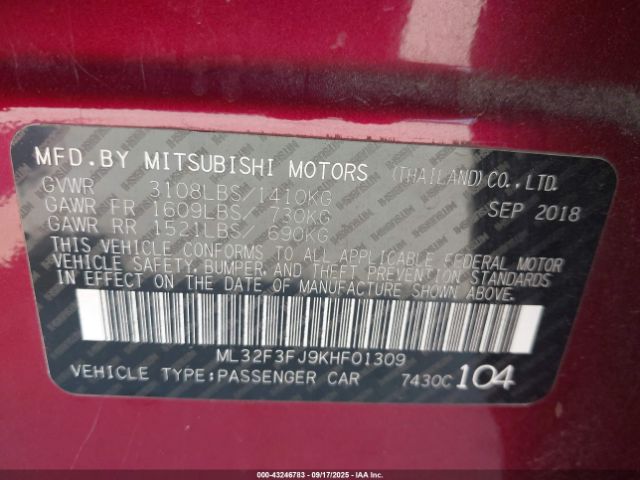 MFD.BY MITSUBISHI MOTORS (THAILAND)CO.,LTD.
GVWR 3108LBS/1410KG SEP 2018
GAWR FR 1609LBS/ 730KG
GAWR RR 1521LBS/ 690KG
THIS VEHICLE CONFORMS TO ALL APPLICABLE FEDERAL MOTOR
VEHICLE SAFETY, BUMPER, AND THEFT PREVENTION STANDARDS
IN EFFECT ON THE DATE OF MANUFACTURE SHOWN ABOVE.
ML32F3FJ9KHF01309
VEHICLE TYPE:PASSENGER CAR 7430C 104
000-43246783 - 09/17/2025 - IAAI.COM